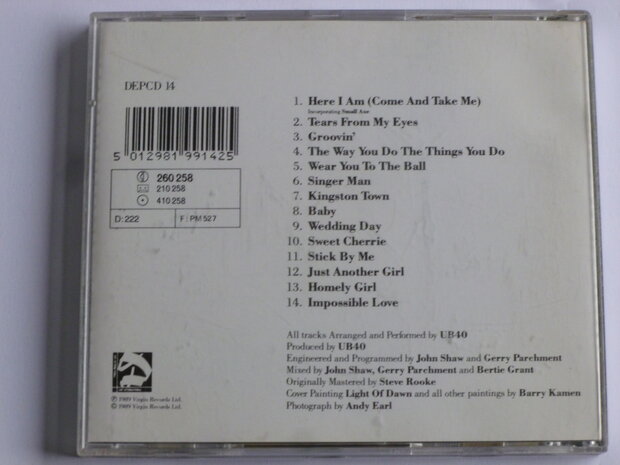 DEPCD 14
5 012981 991425
260 258
210 258
410 258
D: 222 F: PM 527
1. Here I Am (Come And Take Me)
Incorporating Small Axe
2. Tears From My Eyes
3. Groovin'
4. The Way You Do The Things You Do
5. Wear You To The Ball
6. Singer Man
7. Kingston Town
8. Baby
9. Wedding Day
10. Sweet Cherrie
11. Stick By Me
12. Just Another Girl
13. Homely Girl
14. Impossible Love
All tracks Arranged and Performed by UB40
Produced by UB40
Engineered and Programmed by John Shaw and Gerry Parchment
Mixed by John Shaw, Gerry Parchment and Bertie Grant
Originally Mastered by Steve Rooke
Cover Painting Light Of Dawn and all other paintings by Barry Kamen
Photograph by Andy Earl
℗ 1989 Virgin Records Ltd.
© 1989 Virgin Records Ltd.